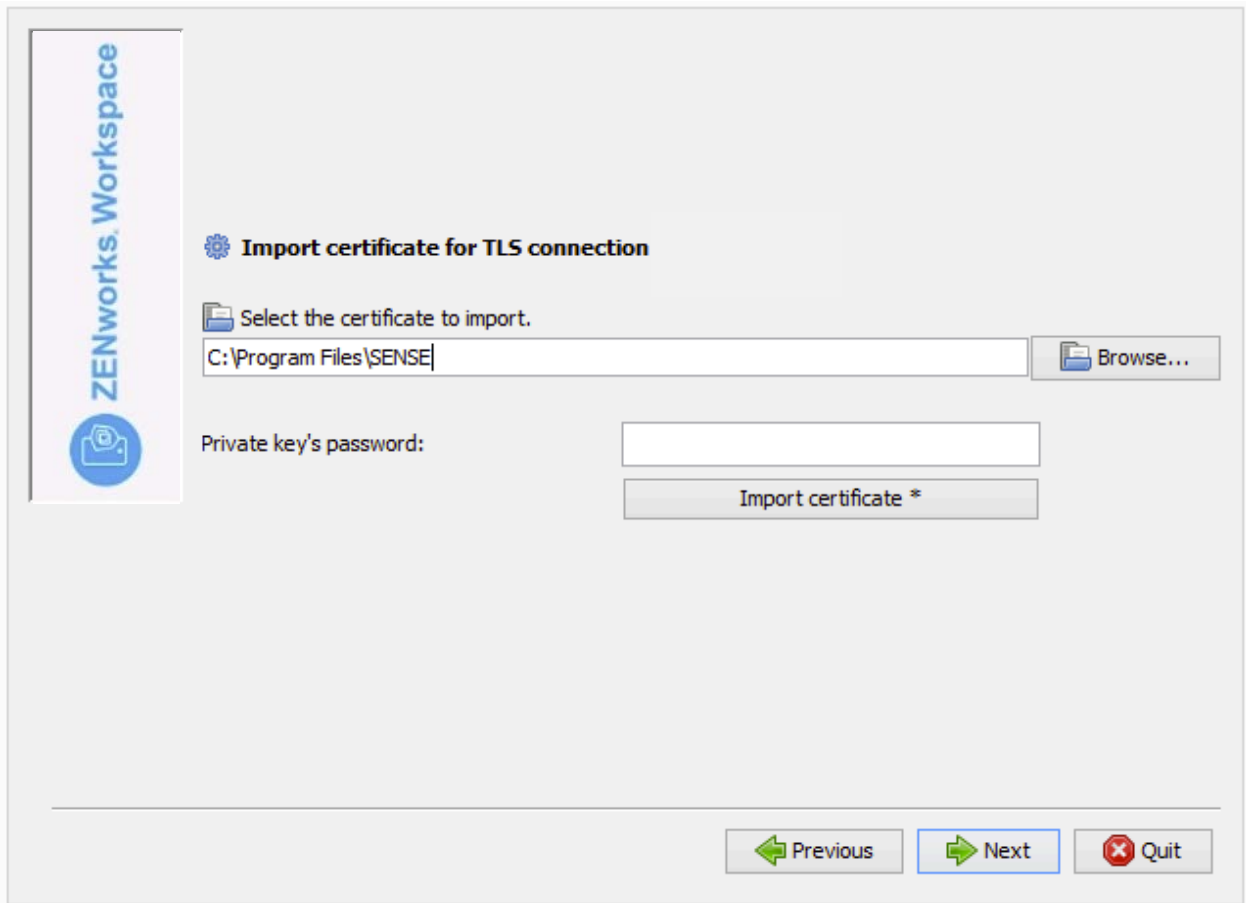 ZENworks. Workspace
Import certificate for TLS connection
Select the certificate to import.
C:\Program Files\SENSE
Browse...
Private key's password:
Import certificate *
Previous
Next
Quit